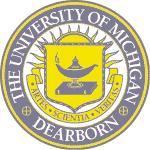 THE UNIVERSITY OF MICHIGAN
ARTES SCIENTIA VERITAS
DEARBORN